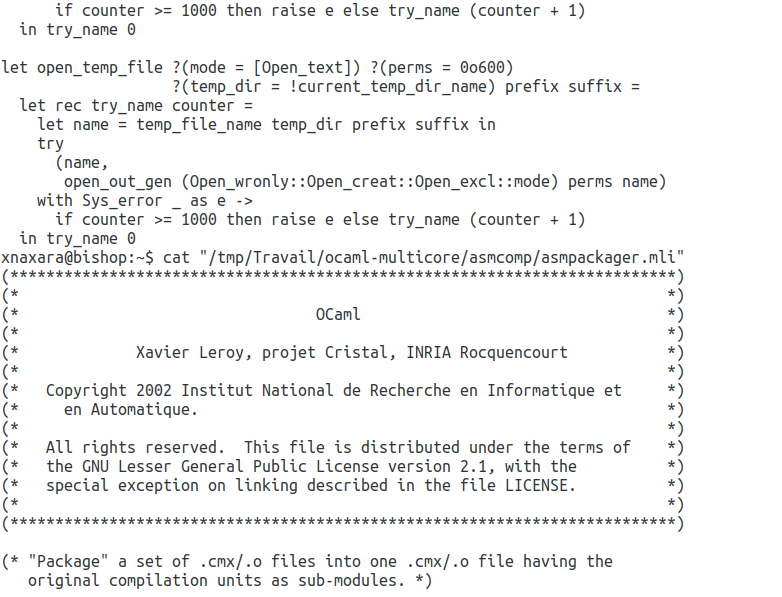 if counter >= 1000 then raise e else try_name (counter + 1)
  in try_name 0

let open_temp_file ?(mode = [Open_text]) ?(perms = 0o600)
                   ?(temp_dir = !current_temp_dir_name) prefix suffix =
  let rec try_name counter =
    let name = temp_file_name temp_dir prefix suffix in
    try
      (name,
       open_out_gen (Open_wronly::Open_creat::Open_excl::mode) perms name)
    with Sys_error _ as e ->
      if counter >= 1000 then raise e else try_name (counter + 1)
  in try_name 0
xnaxara@bishop:~$ cat "/tmp/Travail/ocaml-multicore/asmcomp/asmpackager.mli"
(**************************************************************************)
(*                                                                        *)
(*                                 OCaml                                  *)
(*                                                                        *)
(*             Xavier Leroy, projet Cristal, INRIA Rocquencourt           *)
(*                                                                        *)
(*   Copyright 2002 Institut National de Recherche en Informatique et     *)
(*     en Automatique.                                                    *)
(*                                                                        *)
(*   All rights reserved.  This file is distributed under the terms of    *)
(*   the GNU Lesser General Public License version 2.1, with the          *)
(*   special exception on linking described in the file LICENSE.          *)
(*                                                                        *)
(**************************************************************************)

(* "Package" a set of .cmx/.o files into one .cmx/.o file having the
   original compilation units as sub-modules. *)